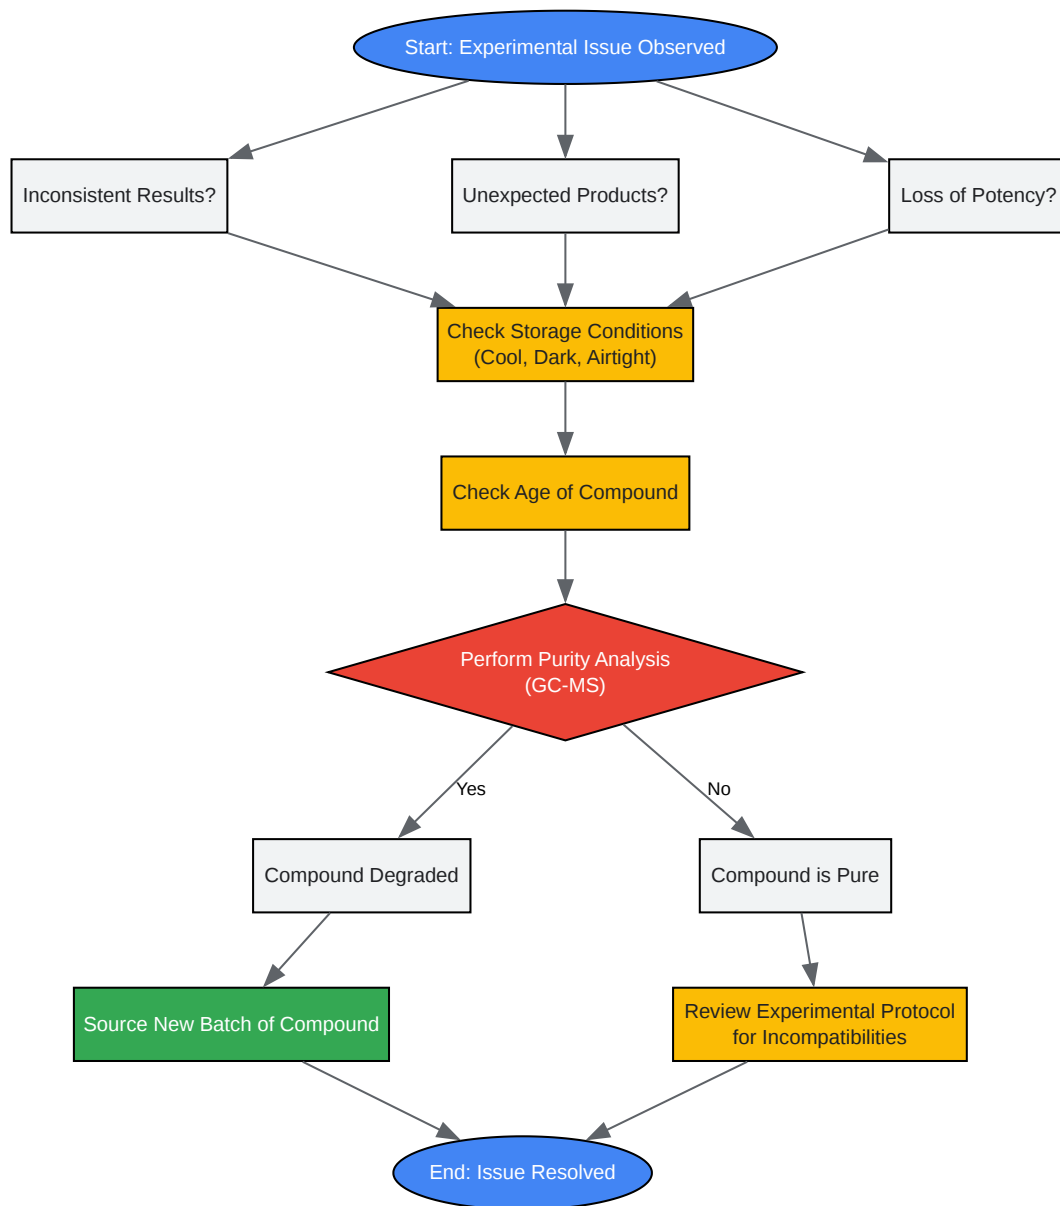 Start: Experimental Issue Observed
Inconsistent Results?
Unexpected Products?
Loss of Potency?
Check Storage Conditions
(Cool, Dark, Airtight)
Check Age of Compound
Perform Purity Analysis
(GC-MS)
Yes
No
Compound Degraded
Compound is Pure
Source New Batch of Compound
Review Experimental Protocol
for Incompatibilities
End: Issue Resolved